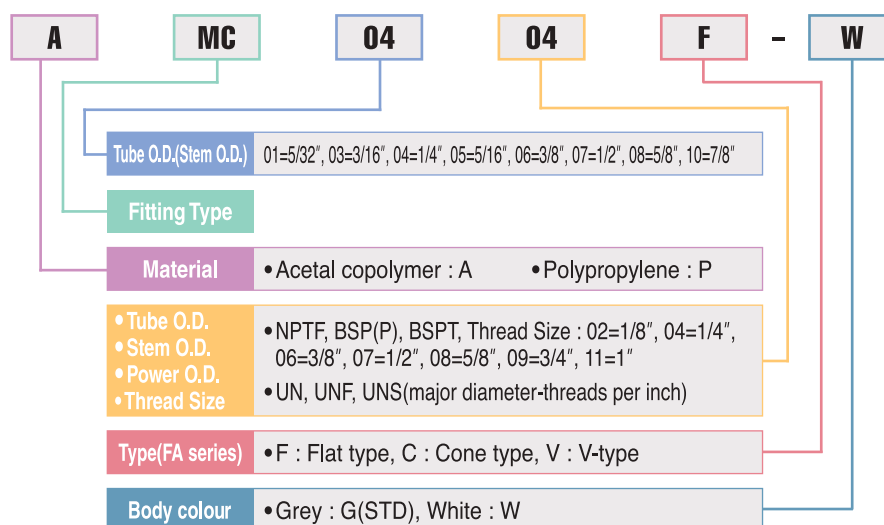 A MC 04 04 F - W
Tube O.D.(Stem O.D.) 01=5/32", 03=3/16", 04=1/4", 05=5/16", 06=3/8", 07=1/2", 08=5/8", 10=7/8"
Fitting Type
Material •Acetal copolymer : A •Polypropylene : P
•Tube O.D.
•Stem O.D.
•Power O.D.
•Thread Size
•NPTF, BSP(P), BSPT, Thread Size : 02=1/8", 04=1/4",
06=3/8", 07=1/2", 08=5/8", 09=3/4", 11=1"
•UN, UNF, UNS(major diameter-threads per inch)
Type(FA series) •F : Flat type, C : Cone type, V : V-type
Body colour •Grey : G(STD), White : W